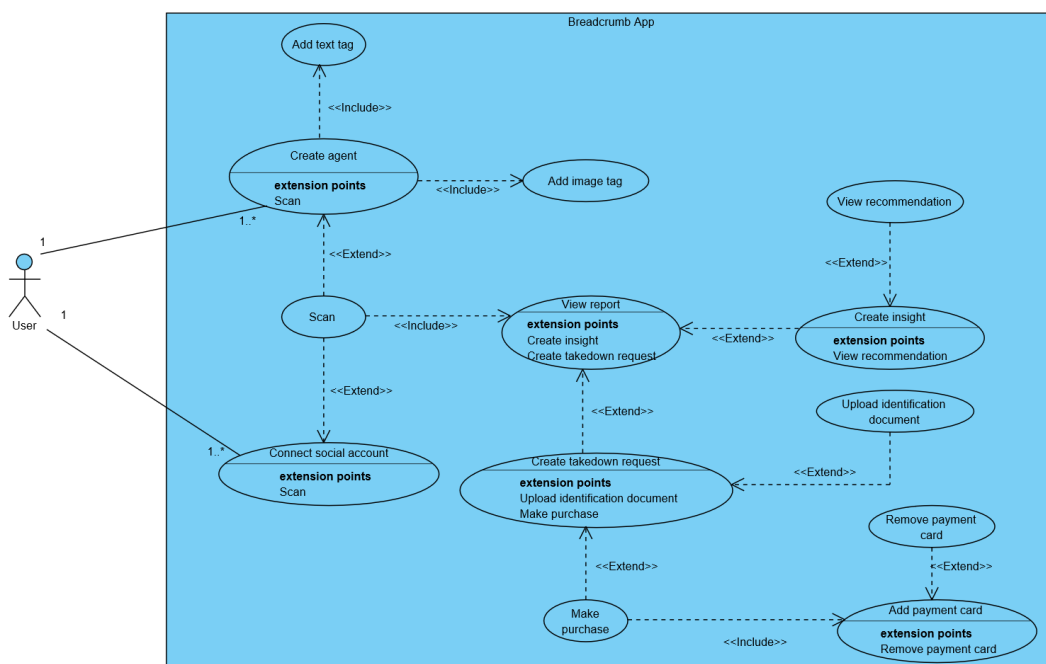 Breadcrumb App
Add text tag
<<Include>>
Create agent
extension points
Scan
<<Include>>
Add image tag
View recommendation
1..*
1
<<Extend>>
<<Extend>>
User
1
Scan
<<Include>>
View report
extension points
Create insight
Create takedown request
<<Extend>>
Create insight
extension points
View recommendation
<<Extend>>
<<Extend>>
Upload identification
document
1..*
Connect social account
extension points
Scan
Create takedown request
extension points
Upload identification document
Make purchase
<<Extend>>
Remove payment
card
<<Extend>>
<<Extend>>
Make
purchase
<<Include>>
Add payment card
extension points
Remove payment card